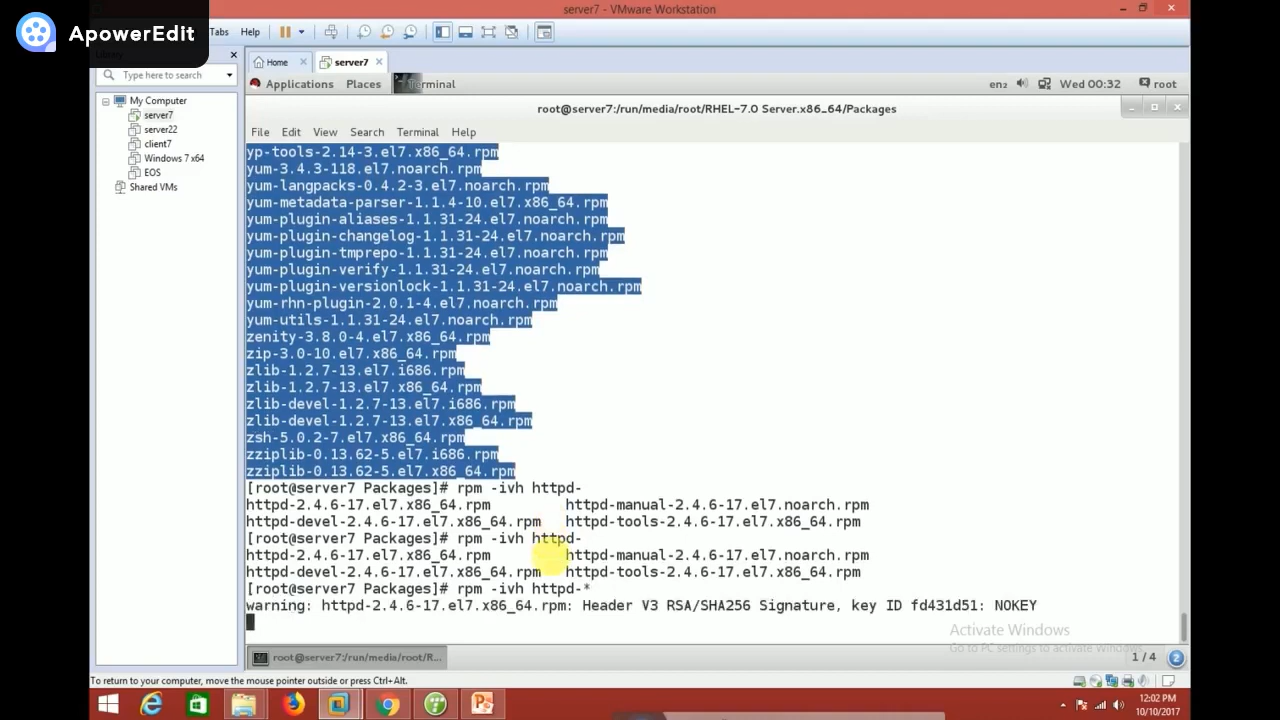 server7 - VMware Workstation
ApowerEdit
Tabs Help
Type here to search
Home
server7
My Computer
server7
server22
client7
Windows 7 x64
EOS
Shared VMs
Applications Places Terminal
en₂ Wed 00:32 root
root@server7:/run/media/root/RHEL-7.0 Server.x86_64/Packages
File Edit View Search Terminal Help
yp-tools-2.14-3.el7.x86_64.rpm
yum-3.4.3-118.el7.noarch.rpm
yum-langpacks-0.4.2-3.el7.noarch.rpm
yum-metadata-parser-1.1.4-10.el7.x86_64.rpm
yum-plugin-aliases-1.1.31-24.el7.noarch.rpm
yum-plugin-changelog-1.1.31-24.el7.noarch.rpm
yum-plugin-tmprepo-1.1.31-24.el7.noarch.rpm
yum-plugin-verify-1.1.31-24.el7.noarch.rpm
yum-plugin-versionlock-1.1.31-24.el7.noarch.rpm
yum-rhn-plugin-2.0.1-4.el7.noarch.rpm
yum-utils-1.1.31-24.el7.noarch.rpm
zenity-3.8.0-4.el7.x86_64.rpm
zip-3.0-10.el7.x86_64.rpm
zlib-1.2.7-13.el7.i686.rpm
zlib-1.2.7-13.el7.x86_64.rpm
zlib-devel-1.2.7-13.el7.i686.rpm
zlib-devel-1.2.7-13.el7.x86_64.rpm
zsh-5.0.2-7.el7.x86_64.rpm
zziplib-0.13.62-5.el7.i686.rpm
zziplib-0.13.62-5.el7.x86_64.rpm
[root@server7 Packages]# rpm -ivh httpd-
httpd-2.4.6-17.el7.x86_64.rpm httpd-manual-2.4.6-17.el7.noarch.rpm
httpd-devel-2.4.6-17.el7.x86_64.rpm httpd-tools-2.4.6-17.el7.x86_64.rpm
[root@server7 Packages]# rpm -ivh httpd-
httpd-2.4.6-17.el7.x86_64.rpm httpd-manual-2.4.6-17.el7.noarch.rpm
httpd-devel-2.4.6-17.el7.x86_64.rpm httpd-tools-2.4.6-17.el7.x86_64.rpm
[root@server7 Packages]# rpm -ivh httpd-*
warning: httpd-2.4.6-17.el7.x86_64.rpm: Header V3 RSA/SHA256 Signature, key ID fd431d51: NOKEY
Activate Windows
Go to PC settings to activate Windows.
root@server7:/run/media/root/R...
1 / 4
2
To return to your computer, move the mouse pointer outside or press Ctrl+Alt.
12:02 PM
10/10/2017